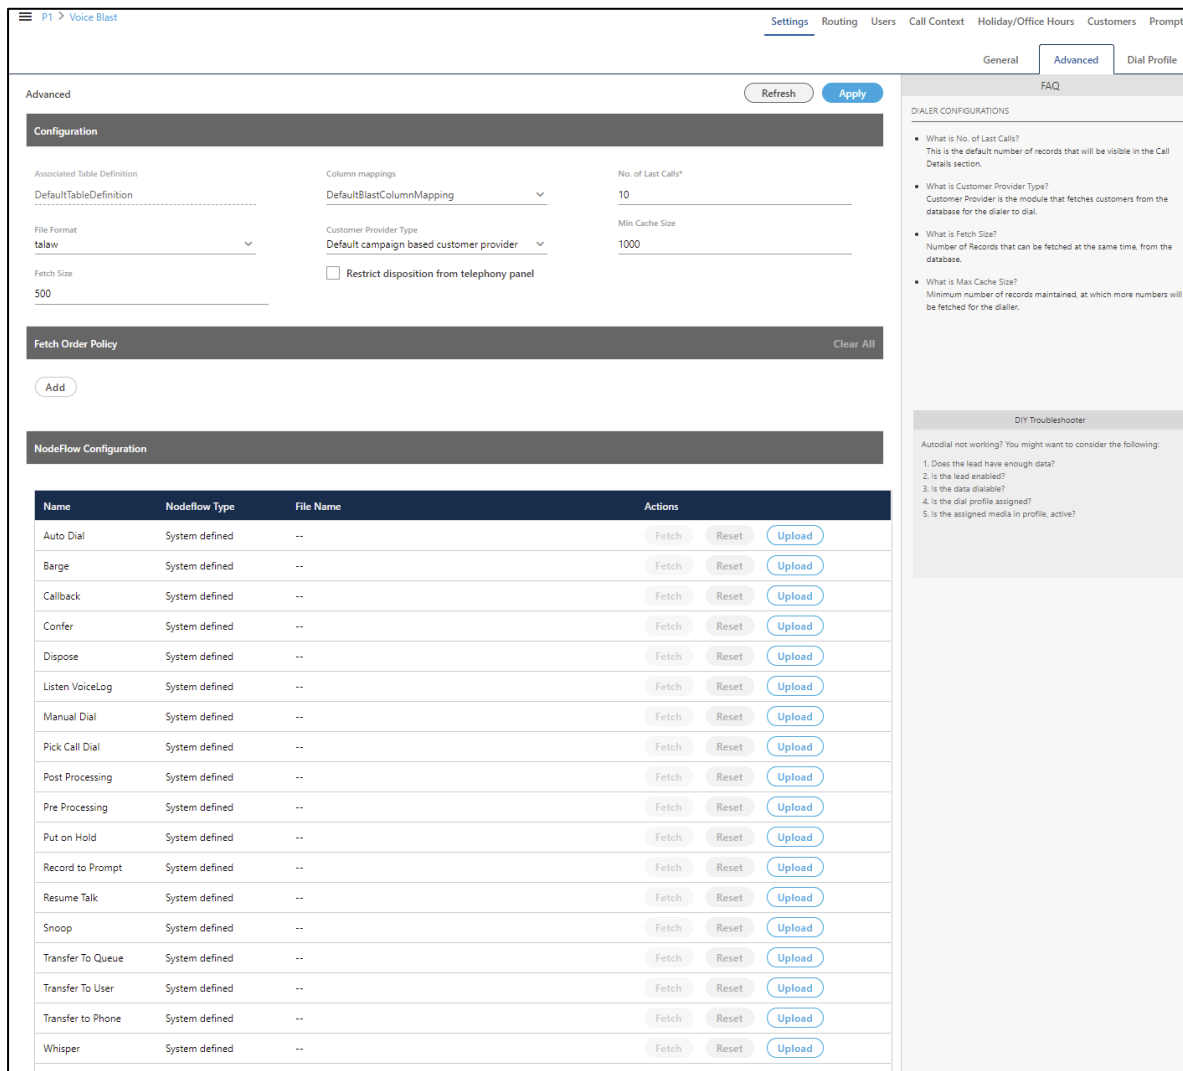 P1 > Voice Blast
Settings Routing Users Call Context Holiday/Office Hours Customers Prompt
General Advanced Dial Profile
Advanced
Refresh Apply
Configuration
Associated Table Definition Column mappings No. of Last Calls*
DefaultTableDefinition DefaultBlastColumnMapping 10
File Format Customer Provider Type Min Cache Size
talaw Default campaign based customer provider 1000
Fetch Size Restrict disposition from telephony panel
500
Fetch Order Policy Clear All
Add
NodeFlow Configuration
Name Nodeflow Type File Name Actions
Auto Dial System defined -- Fetch Reset Upload
Barge System defined -- Fetch Reset Upload
Callback System defined -- Fetch Reset Upload
Confer System defined -- Fetch Reset Upload
Dispose System defined -- Fetch Reset Upload
Listen VoiceLog System defined -- Fetch Reset Upload
Manual Dial System defined -- Fetch Reset Upload
Pick Call Dial System defined -- Fetch Reset Upload
Post Processing System defined -- Fetch Reset Upload
Pre Processing System defined -- Fetch Reset Upload
Put on Hold System defined -- Fetch Reset Upload
Record to Prompt System defined -- Fetch Reset Upload
Resume Talk System defined -- Fetch Reset Upload
Snoop System defined -- Fetch Reset Upload
Transfer To Queue System defined -- Fetch Reset Upload
Transfer To User System defined -- Fetch Reset Upload
Transfer to Phone System defined -- Fetch Reset Upload
Whisper System defined -- Fetch Reset Upload
FAQ
DIALER CONFIGURATIONS
• What is No. of Last Calls?
This is the default number of records that will be visible in the Call
Details section.
• What is Customer Provider Type?
Customer Provider is the module that fetches customers from the
database for the dialer to dial.
• What is Fetch Size?
Number of Records that can be fetched at the same time, from the
database.
• What is Max Cache Size?
Minimum number of records maintained, at which more numbers will
be fetched for the dialler.
DIY Troubleshooter
Autodial not working? You might want to consider the following:
1. Does the lead have enough data?
2. Is the lead enabled?
3. Is the data dialable?
4. Is the dial profile assigned?
5. Is the assigned media in profile, active?